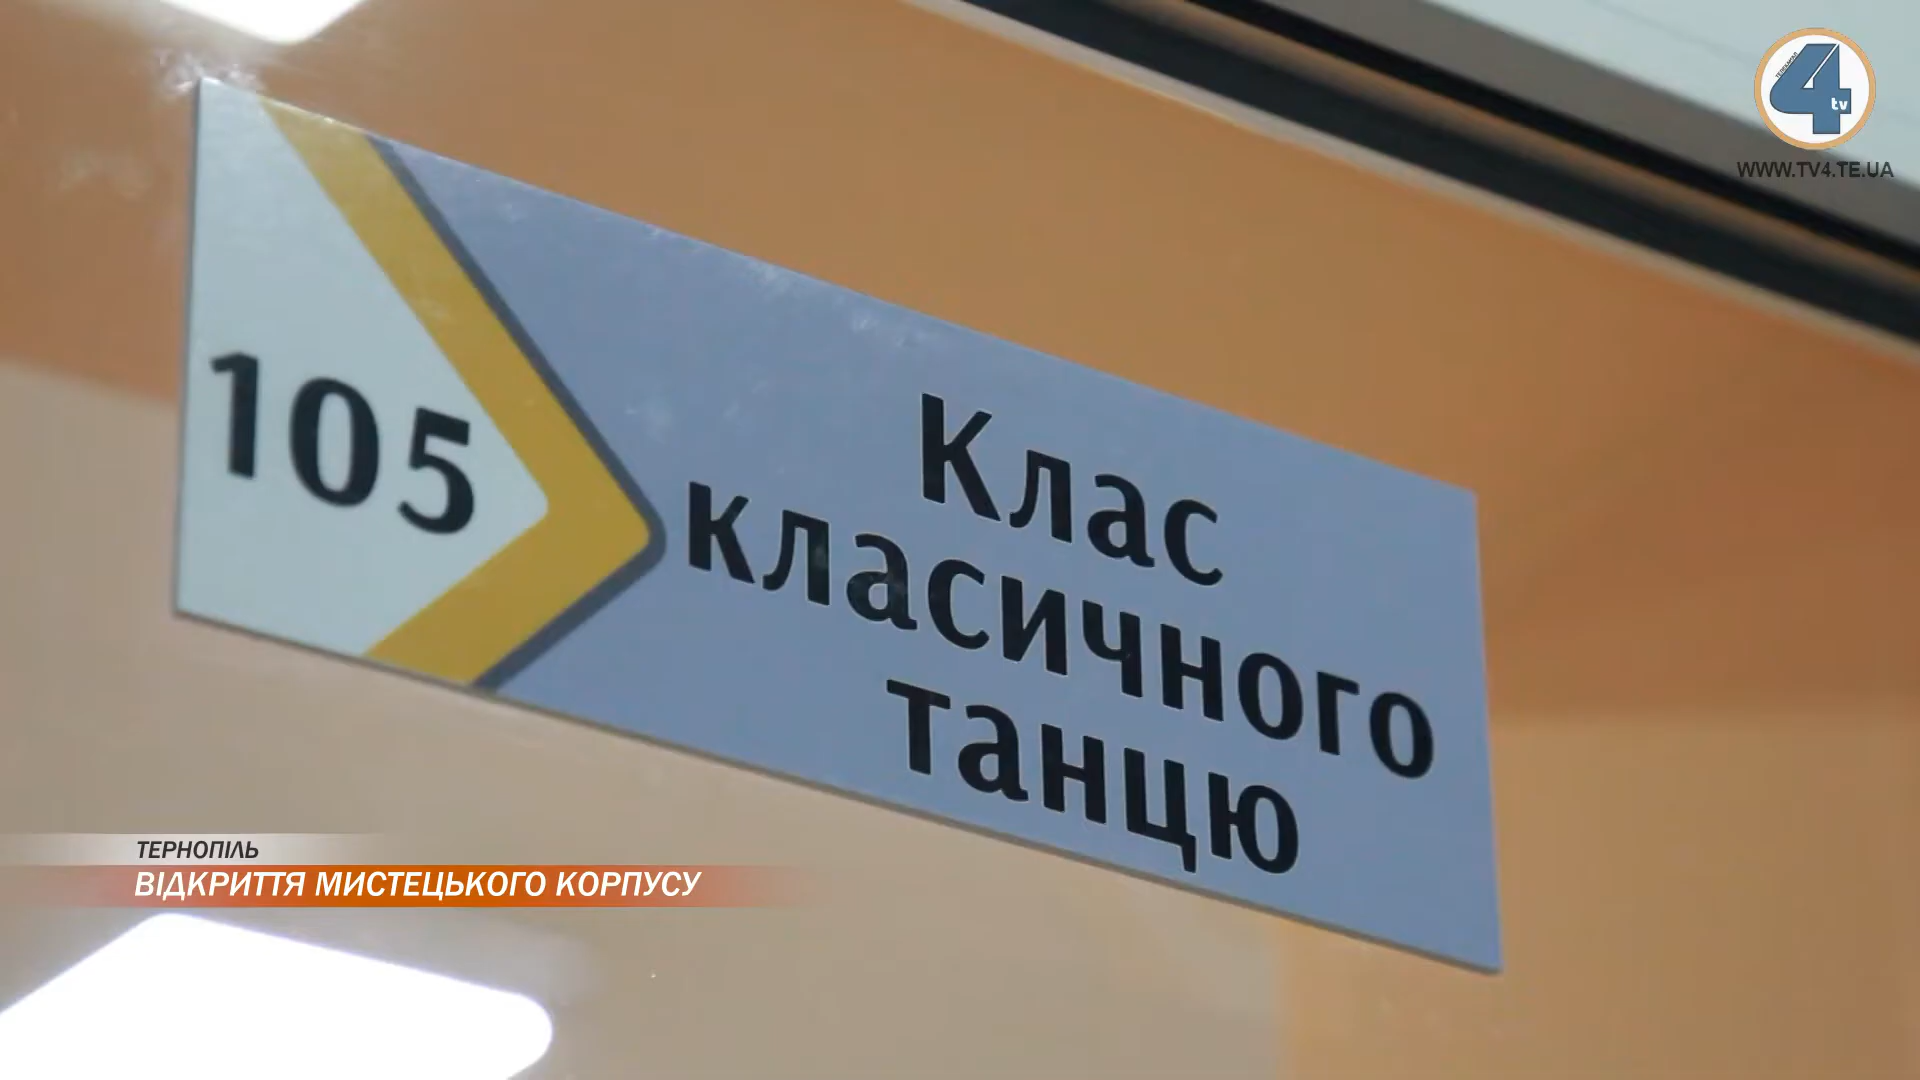 4
tv
WWW.TV4.TE.UA
105
Клас
класичного
танцю
ТЕРНОПІЛЬ
ВІДКРИТТЯ МИСТЕЦЬКОГО КОРПУСУ